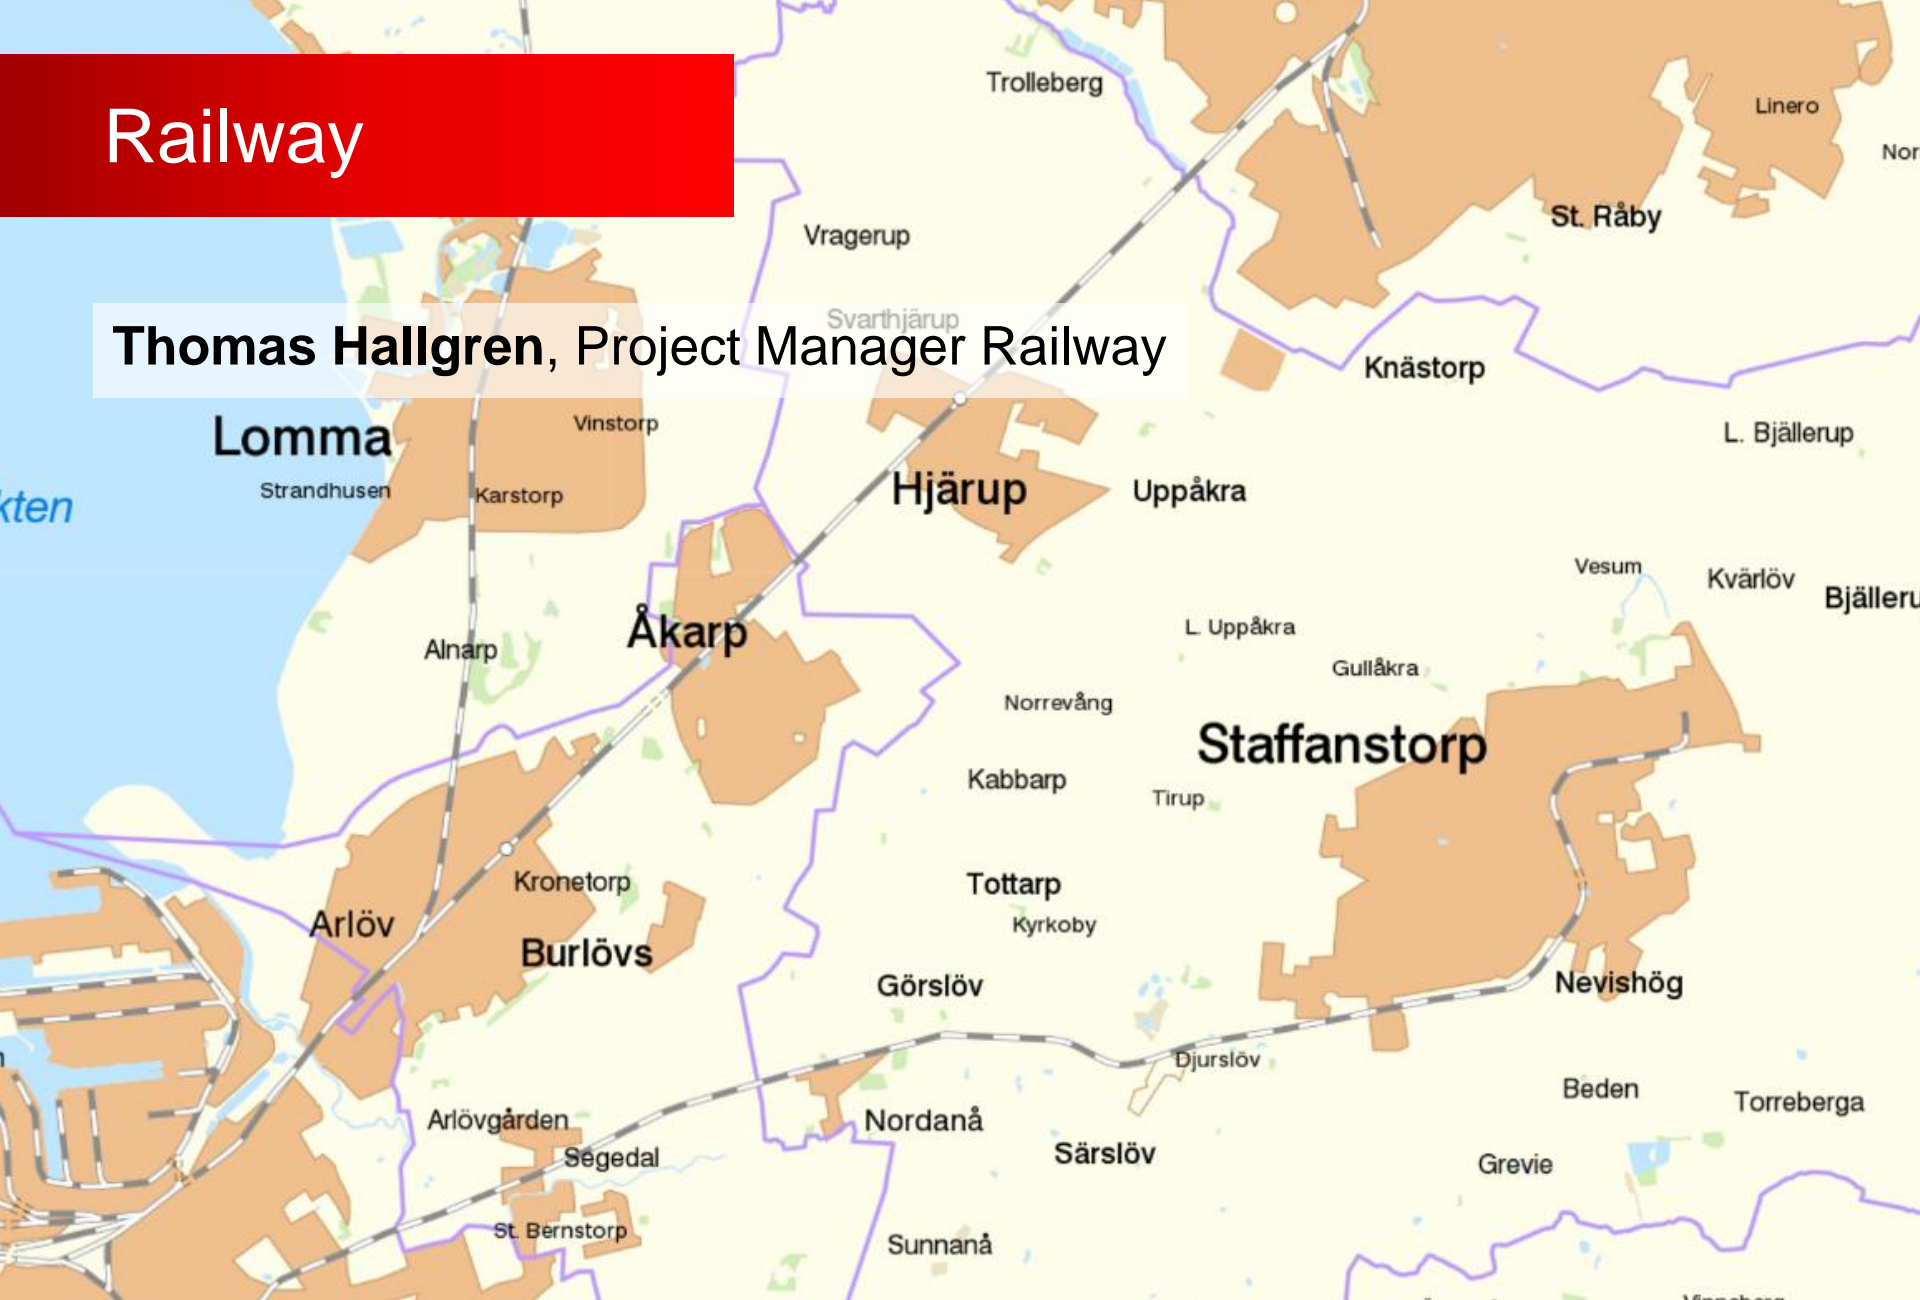 Railway
Thomas Hallgren, Project Manager Railway
Trolleberg
Linero
Nor
Vragerup
St. Råby
Svarthjärup
Knästorp
Lomma
Vinstorp
L. Bjällerup
Strandhusen
Karstorp
Hjärup
Uppåkra
kten
Vesum
Kvärlöv
Bjälleru
Alnarp
Åkarp
L. Uppåkra
Gullåkra
Norrevång
Staffanstorp
Kabbarp
Tirup
Kronetorp
Tottarp
Kyrkoby
Arlöv
Burlövs
Görslöv
Nevishög
Djurslöv
Beden
Torreberga
Arlövgården
Nordanå
Segedal
Särslöv
Grevie
St. Bernstorp
Sunnanå